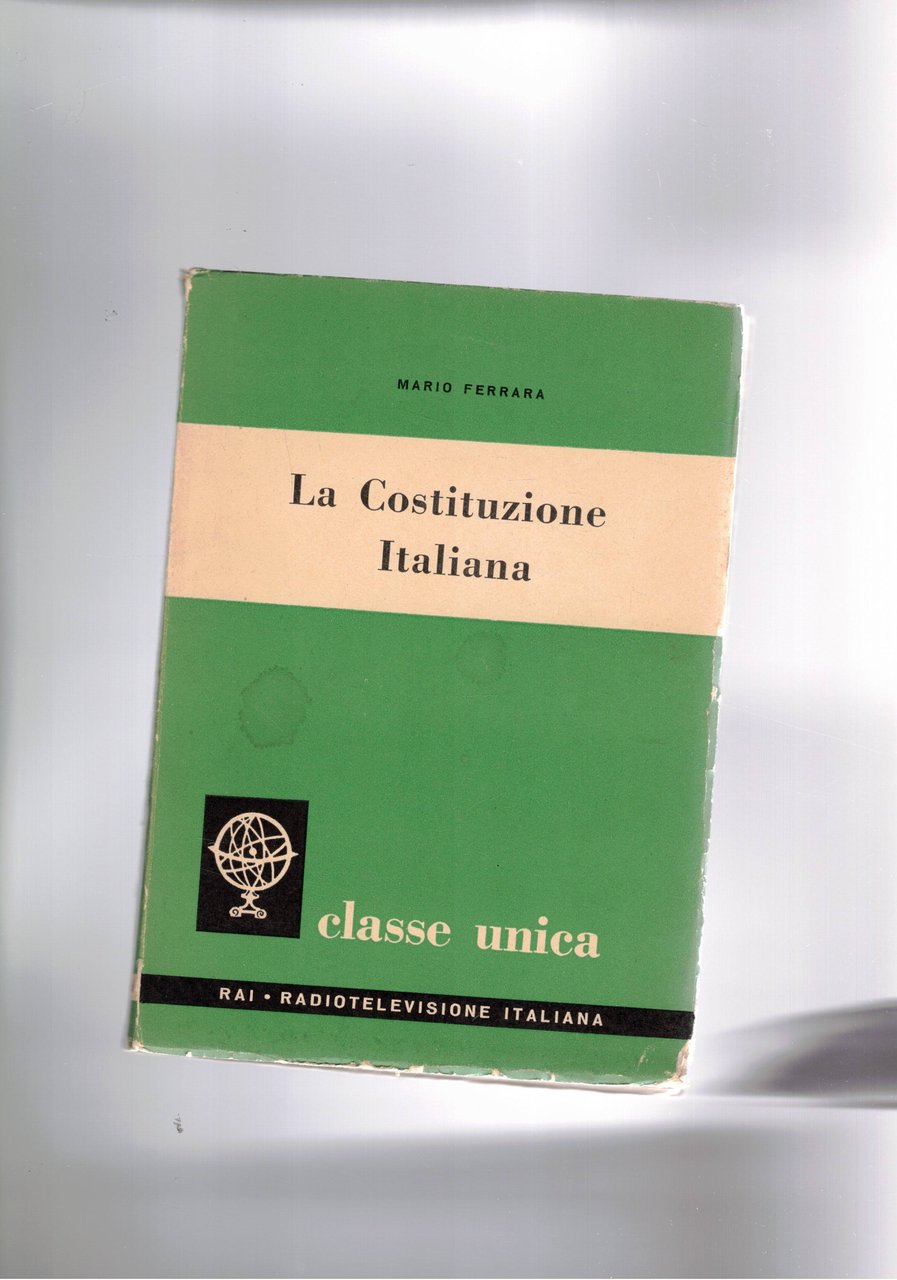 MARIO FERRARA
La Costituzione
Italiana
classe unica
RAI • RADIOTELEVISIONE ITALIANA